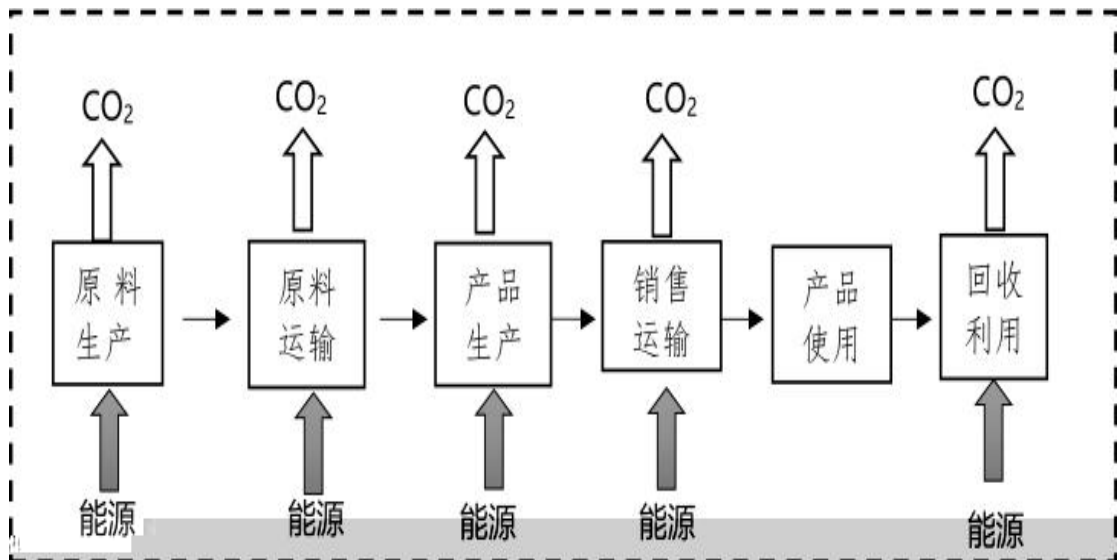 CO₂
CO₂
CO₂
CO₂
CO₂
原料
生产
原料
运输
产品
生产
销售
运输
产品
使用
回收
利用
能源
能源
能源
能源
能源